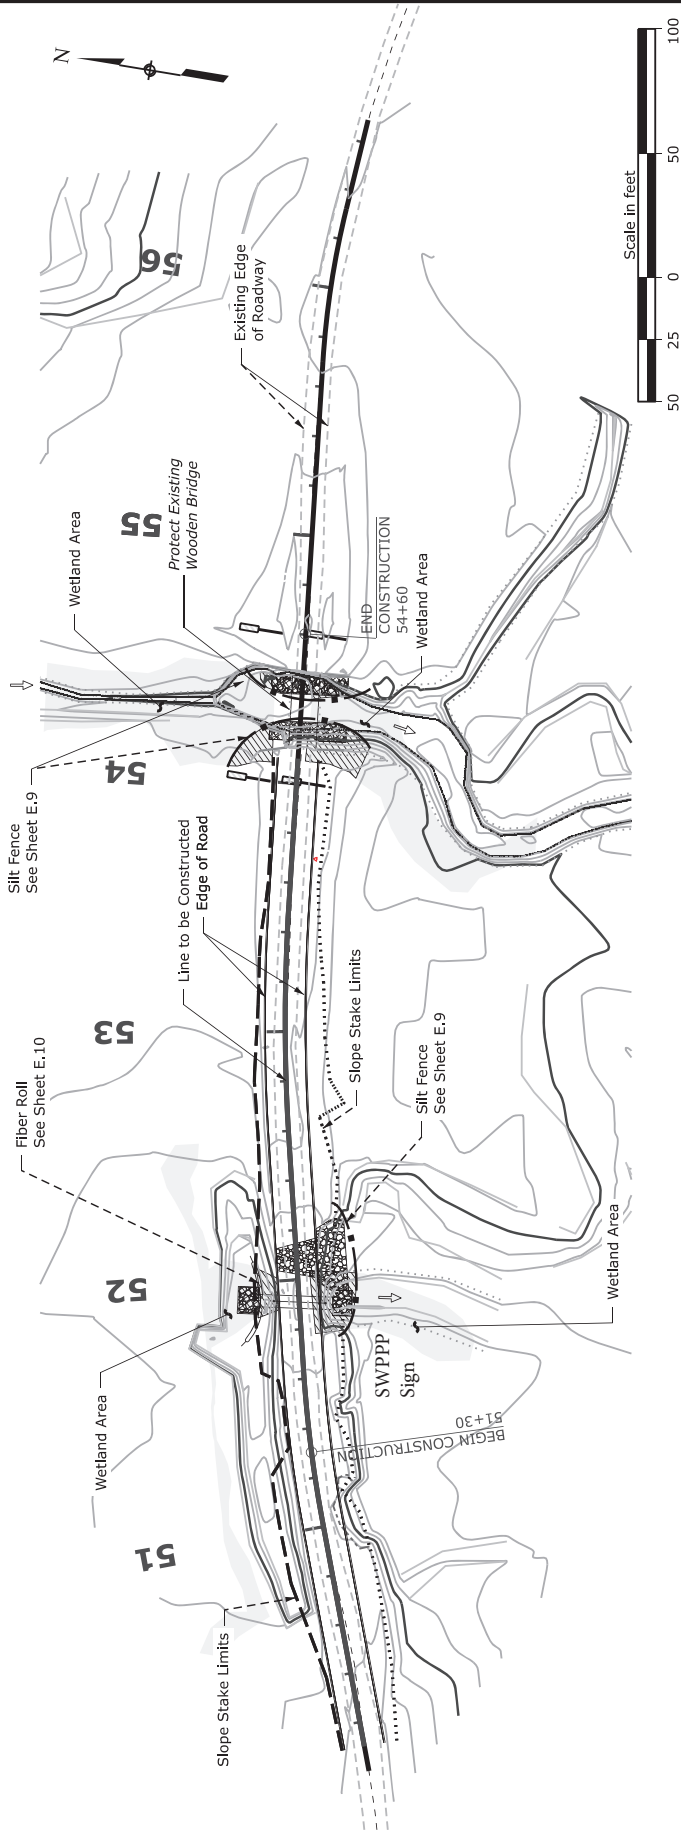 N
Scale in feet
50
25
0
50
100
Silt Fence
See Sheet E.9
Wetland Area
Protect Existing
Wooden Bridge
Existing Edge
of Roadway
56
55
54
53
52
51
END
CONSTRUCTION
54+60
Wetland Area
Line to be Constructed
Edge of Road
Fiber Roll
See Sheet E.10
Slope Stake Limits
Silt Fence
See Sheet E.9
Wetland Area
SWPPP
Sign
Wetland Area
BEGIN CONSTRUCTION
51+30
Slope Stake Limits